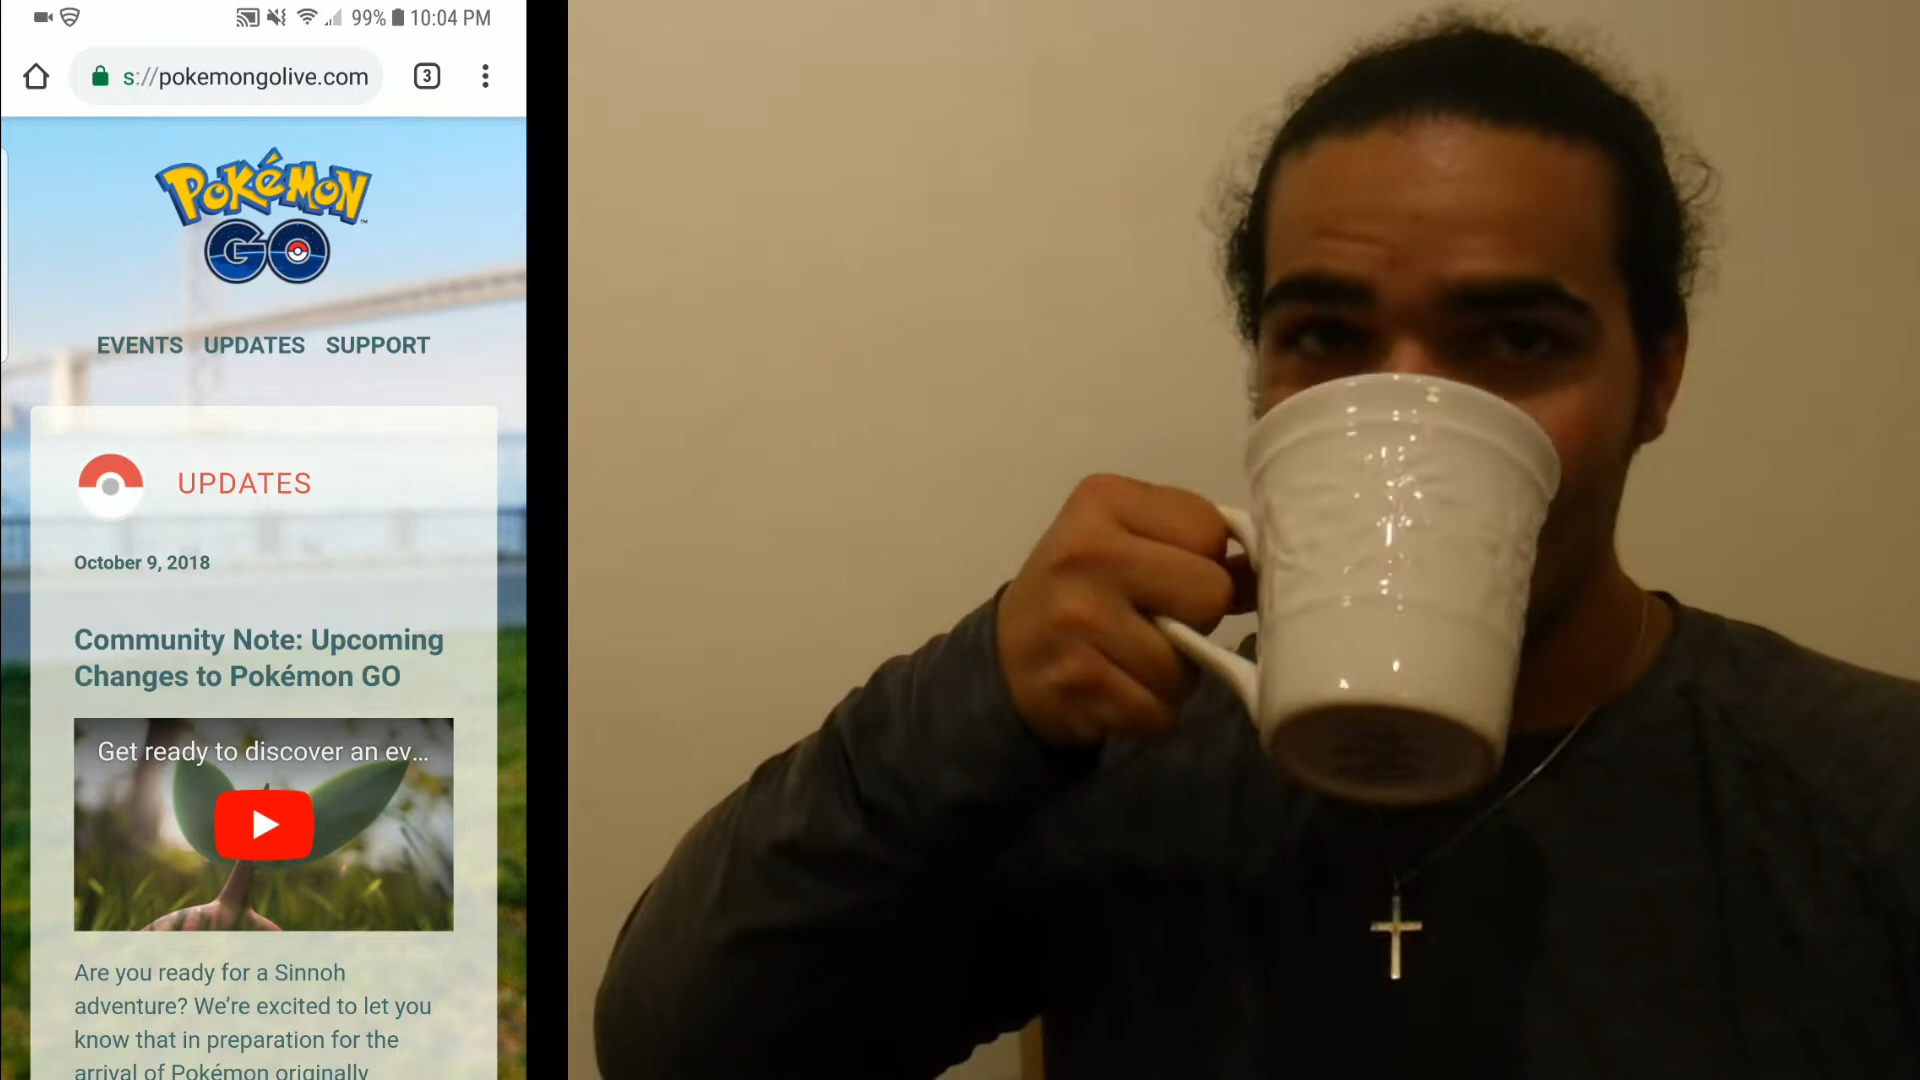 99% 10:04 PM
s://pokemongolive.com
3
POKÉMON
GO
EVENTS UPDATES SUPPORT
UPDATES
October 9, 2018
Community Note: Upcoming
Changes to Pokémon GO
Get ready to discover an ev...
Are you ready for a Sinnoh
adventure? We’re excited to let you
know that in preparation for the
arrival of Pokémon originally